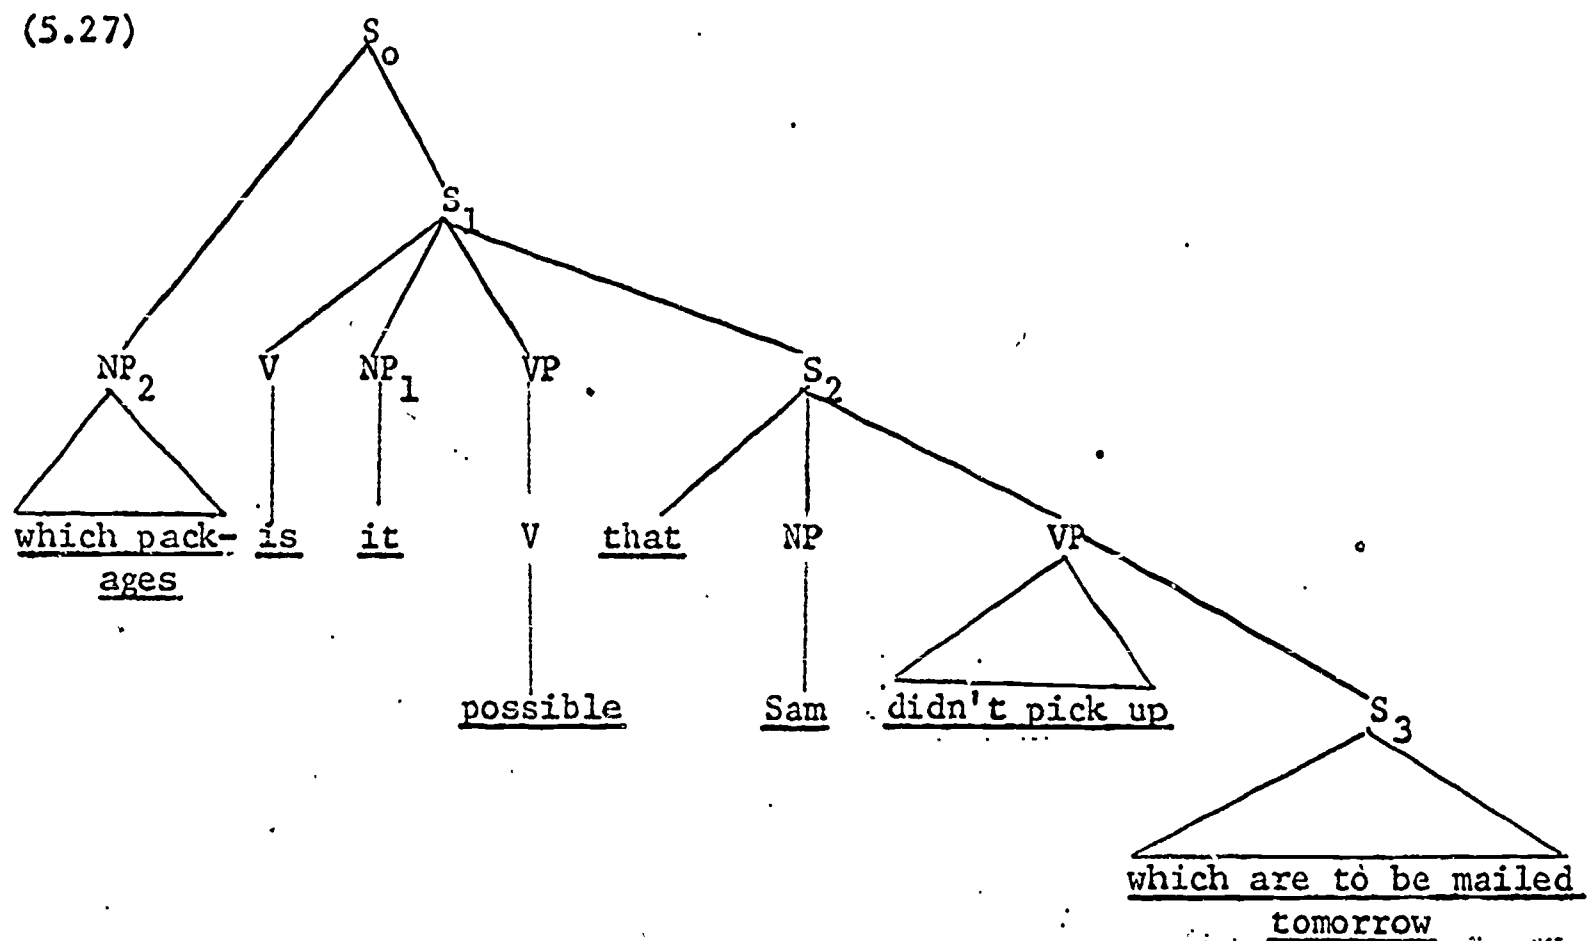 (5.27)
S0
S1
NP2 V NP1 VP S2
which pack- is it V that NP VP
ages
possible Sam didn't pick up S3
which are to be mailed
tomorrow